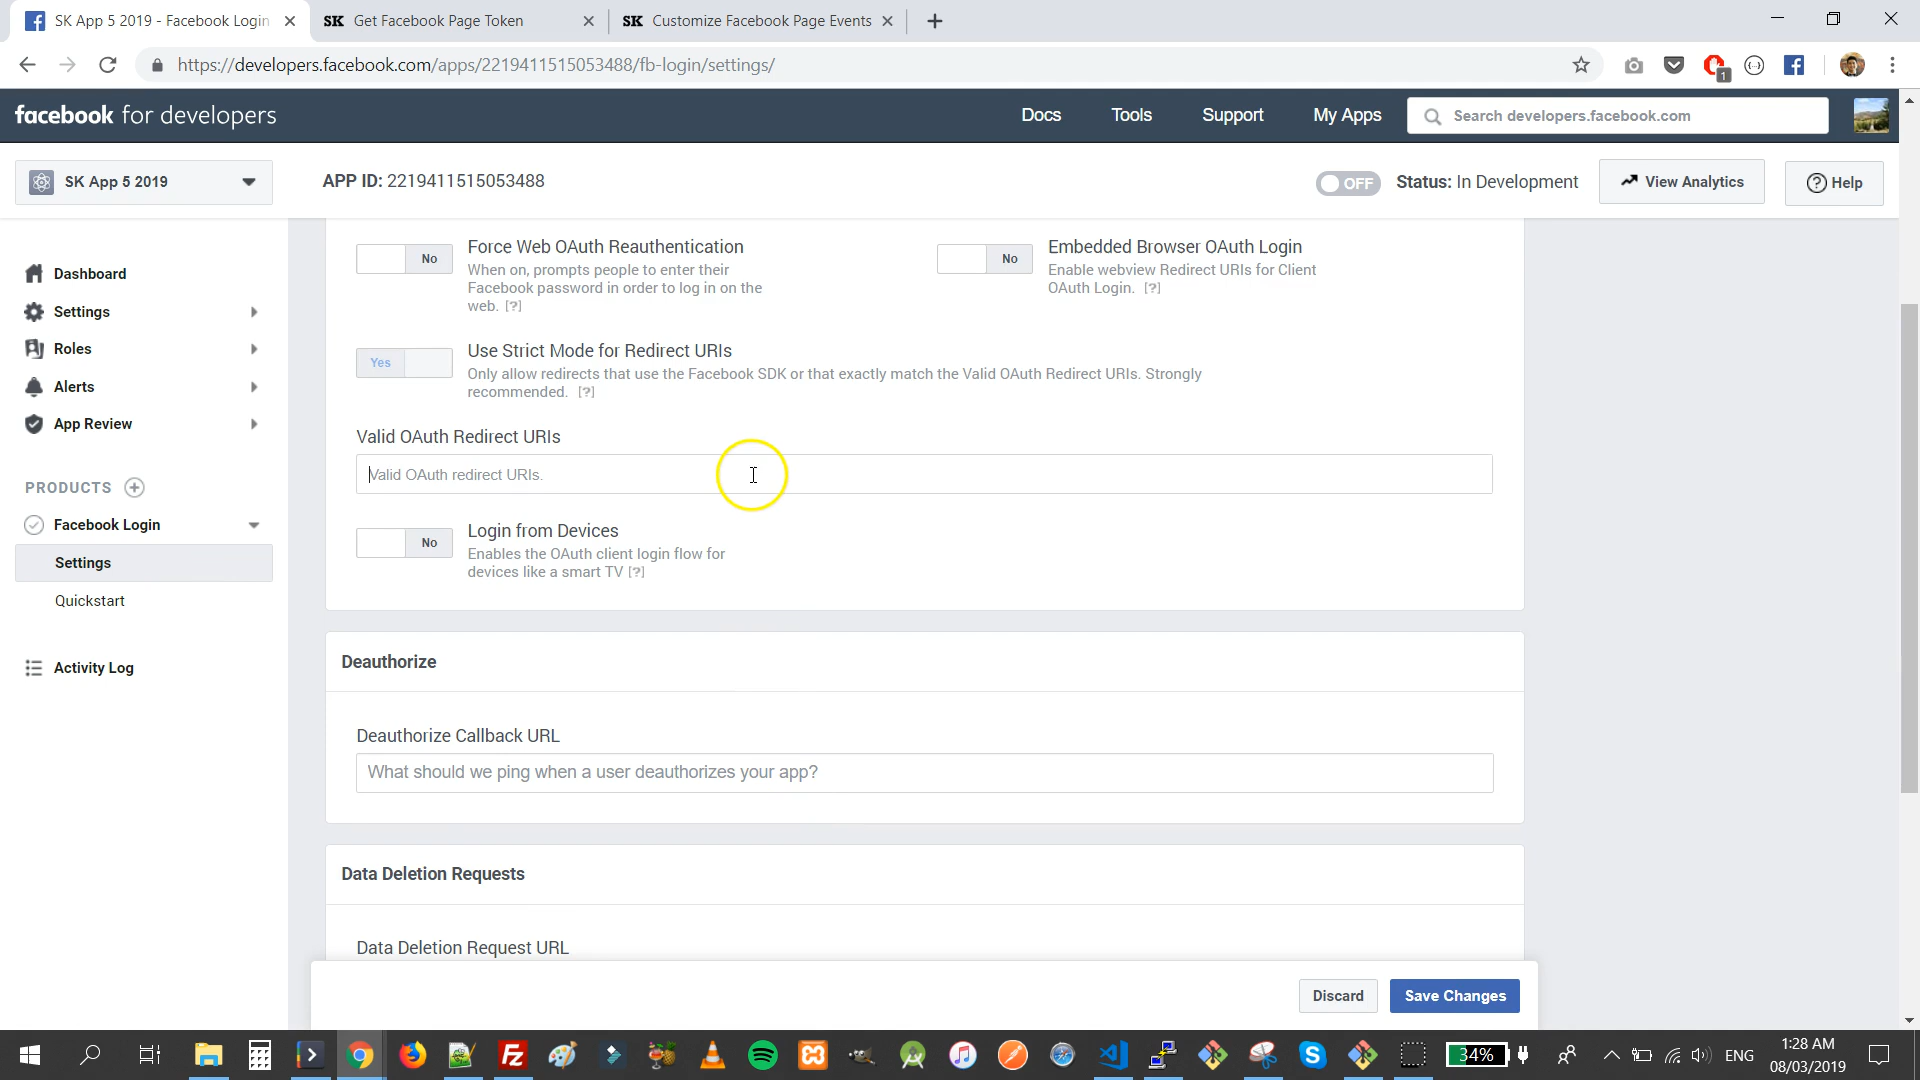 SK App 5 2019 - Facebook Login
SK Get Facebook Page Token
SK Customize Facebook Page Events
https://developers.facebook.com/apps/2219411515053488/fb-login/settings/
1
facebook for developers
Docs
Tools
Support
My Apps
Search developers.facebook.com
SK App 5 2019
APP ID: 2219411515053488
OFF
Status: In Development
View Analytics
Help
Dashboard
Settings
Roles
Alerts
App Review
PRODUCTS
Facebook Login
Settings
Quickstart
Activity Log
No
Force Web OAuth Reauthentication
When on, prompts people to enter their
Facebook password in order to log in on the
web. [?]
No
Embedded Browser OAuth Login
Enable webview Redirect URIs for Client
OAuth Login. [?]
Yes
Use Strict Mode for Redirect URIs
Only allow redirects that use the Facebook SDK or that exactly match the Valid OAuth Redirect URIs. Strongly
recommended. [?]
Valid OAuth Redirect URIs
Valid OAuth redirect URIs.
No
Login from Devices
Enables the OAuth client login flow for
devices like a smart TV [?]
Deauthorize
Deauthorize Callback URL
What should we ping when a user deauthorizes your app?
Data Deletion Requests
Data Deletion Request URL
Discard
Save Changes
34%
ENG
1:28 AM
08/03/2019